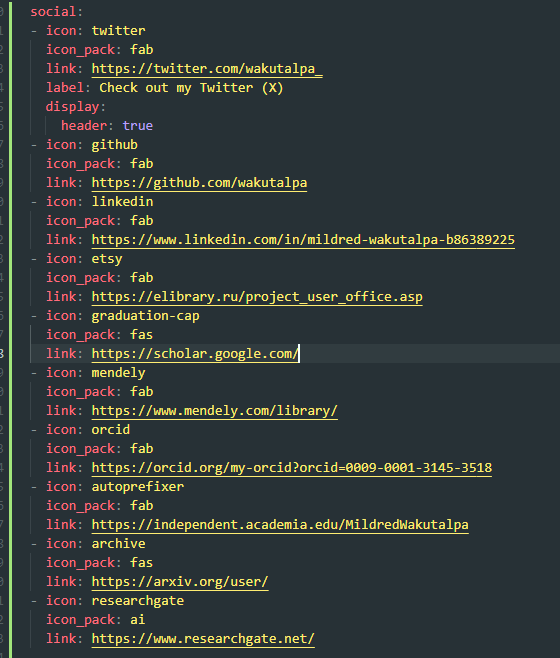 social:
- icon: twitter
icon_pack: fab
link: https://twitter.com/wakutalpa_
label: Check out my Twitter (X)
display:
header: true
- icon: github
icon_pack: fab
link: https://github.com/wakutalpa
- icon: linkedin
icon_pack: fab
link: https://www.linkedin.com/in/mildred-wakutalpa-b86389225
- icon: etsy
icon_pack: fab
link: https://elibrary.ru/project_user_office.asp
- icon: graduation-cap
icon_pack: fas
link: https://scholar.google.com/
- icon: mendely
icon_pack: fab
link: https://www.mendely.com/library/
- icon: orcid
icon_pack: fab
link: https://orcid.org/my-orcid?orcid=0009-0001-3145-3518
- icon: autoprefixer
icon_pack: fab
link: https://independent.academia.edu/MildredWakutalpa
- icon: archive
icon_pack: fas
link: https://arxiv.org/user/
- icon: researchgate
icon_pack: ai
link: https://www.researchgate.net/